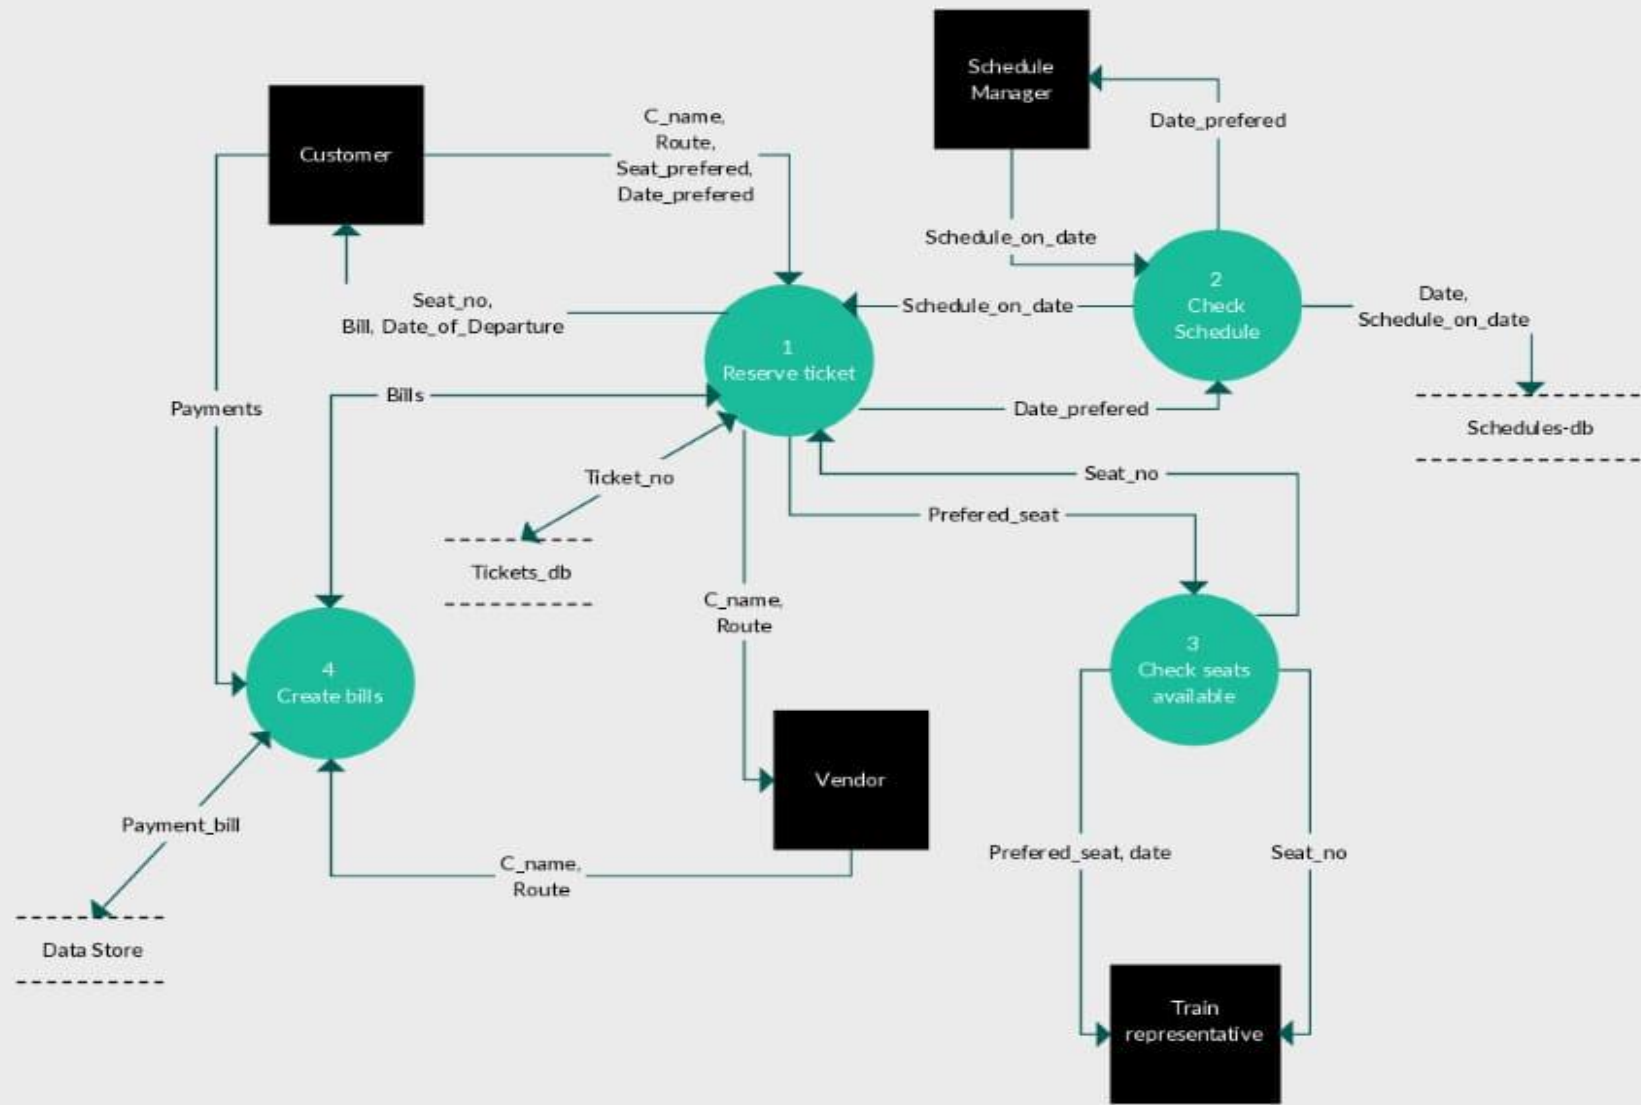 Schedule
Manager
Date_prefered
C_name,
Route,
Seat_prefered,
Date_prefered
Customer
Schedule_on_date
2
Check
Schedule
Date,
Schedule_on_date
Seat_no,
Bill, Date_of_Departure
Schedule_on_date
1
Reserve ticket
Bills
Payments
Date_prefered
Schedules-db
Ticket_no
Seat_no
Prefered_seat
Tickets_db
C_name,
Route
4
Create bills
3
Check seats
available
Vendor
Payment_bill
C_name,
Route
Prefered_seat, date
Seat_no
Data Store
Train
representative